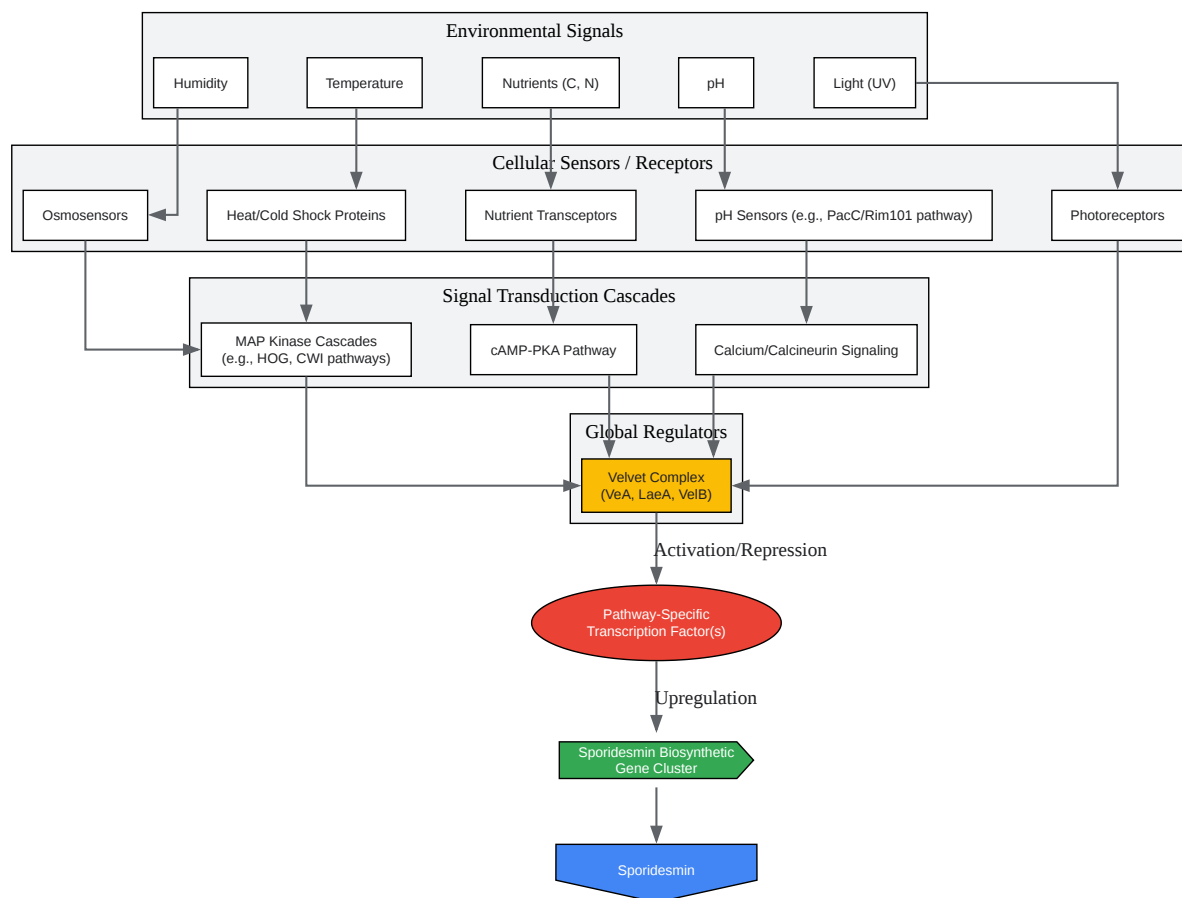 Environmental Signals
Humidity
Temperature
Nutrients (C, N)
pH
Light (UV)
Cellular Sensors / Receptors
Osmosensors
Heat/Cold Shock Proteins
Nutrient Transceptors
pH Sensors (e.g., PacC/Rim101 pathway)
Photoreceptors
Signal Transduction Cascades
MAP Kinase Cascades
(e.g., HOG, CWI pathways)
cAMP-PKA Pathway
Calcium/Calcineurin Signaling
Global Regulators
Velvet Complex
(VeA, LaeA, VelB)
Activation/Repression
Pathway-Specific
Transcription Factor(s)
Upregulation
Sporidesmin Biosynthetic
Gene Cluster
Sporidesmin